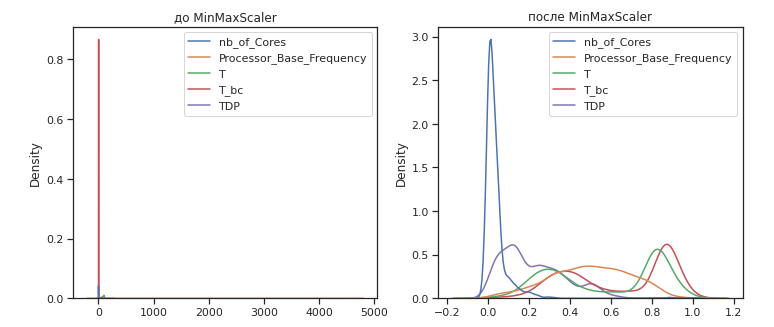 до MinMaxScaler
Density
0.8
0.6
0.4
0.2
0.0
0
1000
2000
3000
4000
5000
nb_of_Cores
Processor_Base_Frequency
T
T_bc
TDP
после MinMaxScaler
Density
3.0
2.5
2.0
1.5
1.0
0.5
0.0
−0.2
0.0
0.2
0.4
0.6
0.8
1.0
1.2
nb_of_Cores
Processor_Base_Frequency
T
T_bc
TDP